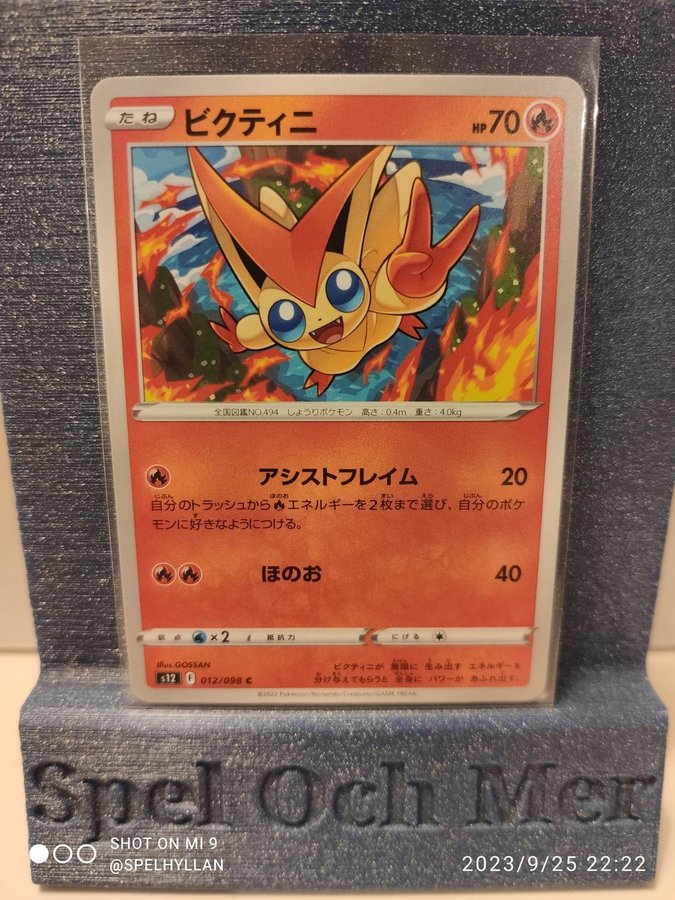 たね ビクティニ HP 70
全国図鑑NO.494 しょうりポケモン 高さ：0.4m 重さ：4.0kg
アシストフレイム 20
自分のトラッシュからエネルギーを2枚まで選び、自分のポケ
モンに好きなようにつける。
ほのお 40
弱点 ×2 抵抗力 にげる
Illus.GOSSAN
s12 F 012/098 C
ビクティニが 無限に 生み出す エネルギーを
分け与えてもらうと 全身に パワーが あふれ出す。
©2022 Pokémon/Nintendo/Creatures/GAME FREAK.
Spel Och Mer
SHOT ON MI 9
@SPELHYLLAN
2023/9/25 22:22